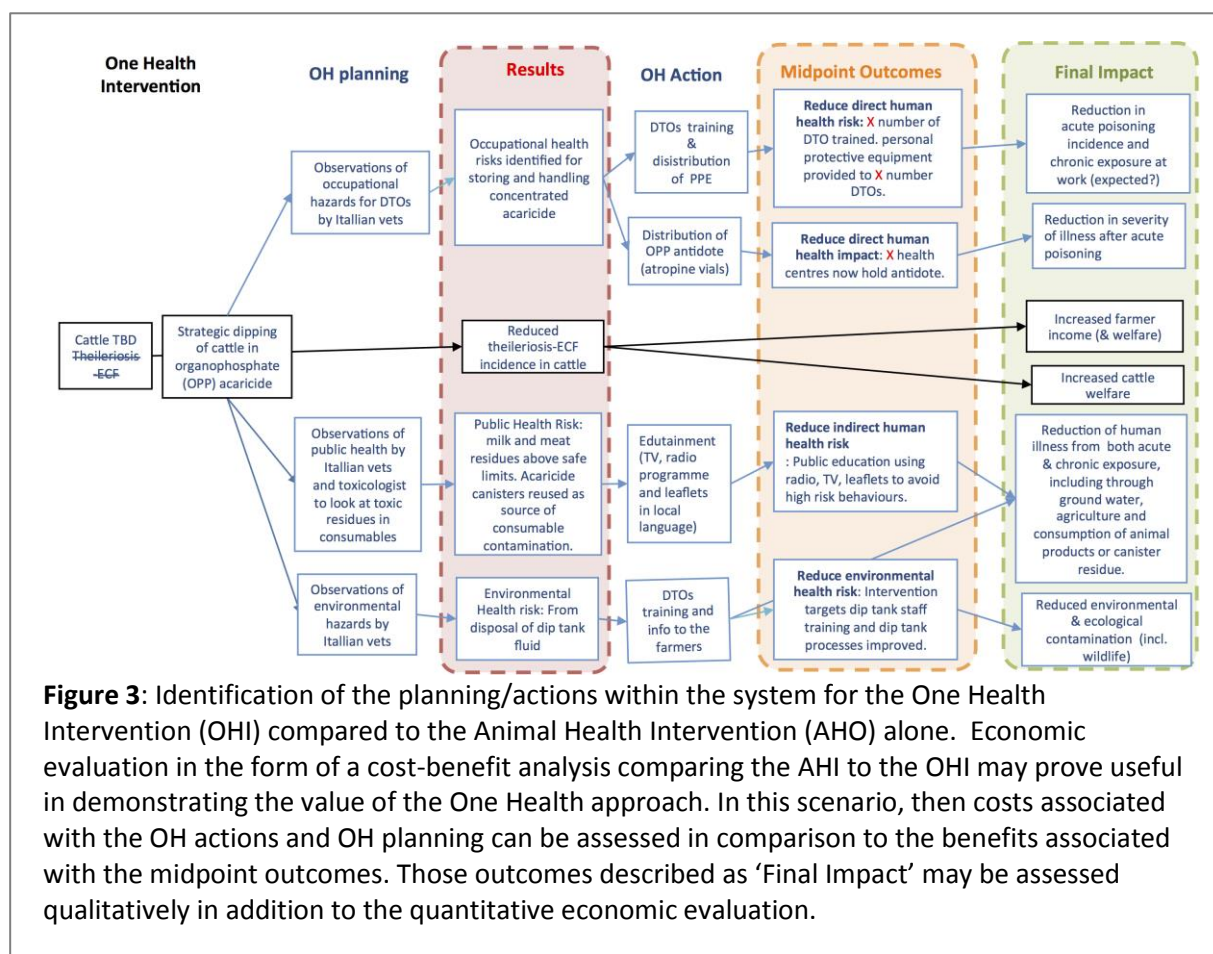 One Health
Intervention
OH planning
Results
OH Action
Midpoint Outcomes
Final Impact
Observations of
occupational
hazards for DTOs
by Itallian vets
Occupational health
risks identified for
storing and handling
concentrated
acaricide
DTOs training
&
disistribution
of PPE
Reduce direct human
health risk: X number of
DTO trained. personal
protective equipment
provided to X number
DTOs.
Reduction in
acute poisoning
incidence and
chronic exposure at
work (expected?)
Distribution of
OPP antidote
(atropine vials)
Reduce direct human
health impact: X health
centres now hold antidote.
Reduction in severity
of illness after acute
poisoning
Cattle TBD
Theileriosis
-ECF
Strategic dipping
of cattle in
organophosphate
(OPP) acaricide
Reduced
theileriosis-ECF
incidence in cattle
Increased farmer
income (& welfare)
Increased cattle
welfare
Observations of
public health by
Itallian vets
and toxicologist
to look at toxic
residues in
consumables
Public Health Risk:
milk and meat
residues above safe
limits. Acaricide
canisters reused as
source of
consumable
contamination.
Edutainment
(TV, radio
programme
and leaflets
in local
language)
Reduce indirect human
health risk
: Public education using
radio, TV, leaflets to avoid
high risk behaviours.
Reduction of human
illness from both acute
& chronic exposure,
including through
ground water,
agriculture and
consumption of animal
products or canister
residue.
Observations of
environmental
hazards by
Itallian vets
Environmental
Health risk: From
disposal of dip tank
fluid
DTOs
training and
info to the
farmers
Reduce environmental
health risk: Intervention
targets dip tank staff
training and dip tank
processes improved.
Reduced environmental
& ecological
contamination (incl.
wildlife)
Figure 3: Identification of the planning/actions within the system for the One Health
Intervention (OHI) compared to the Animal Health Intervention (AHO) alone. Economic
evaluation in the form of a cost-benefit analysis comparing the AHI to the OHI may prove useful
in demonstrating the value of the One Health approach. In this scenario, then costs associated
with the OH actions and OH planning can be assessed in comparison to the benefits associated
with the midpoint outcomes. Those outcomes described as ‘Final Impact’ may be assessed
qualitatively in addition to the quantitative economic evaluation.